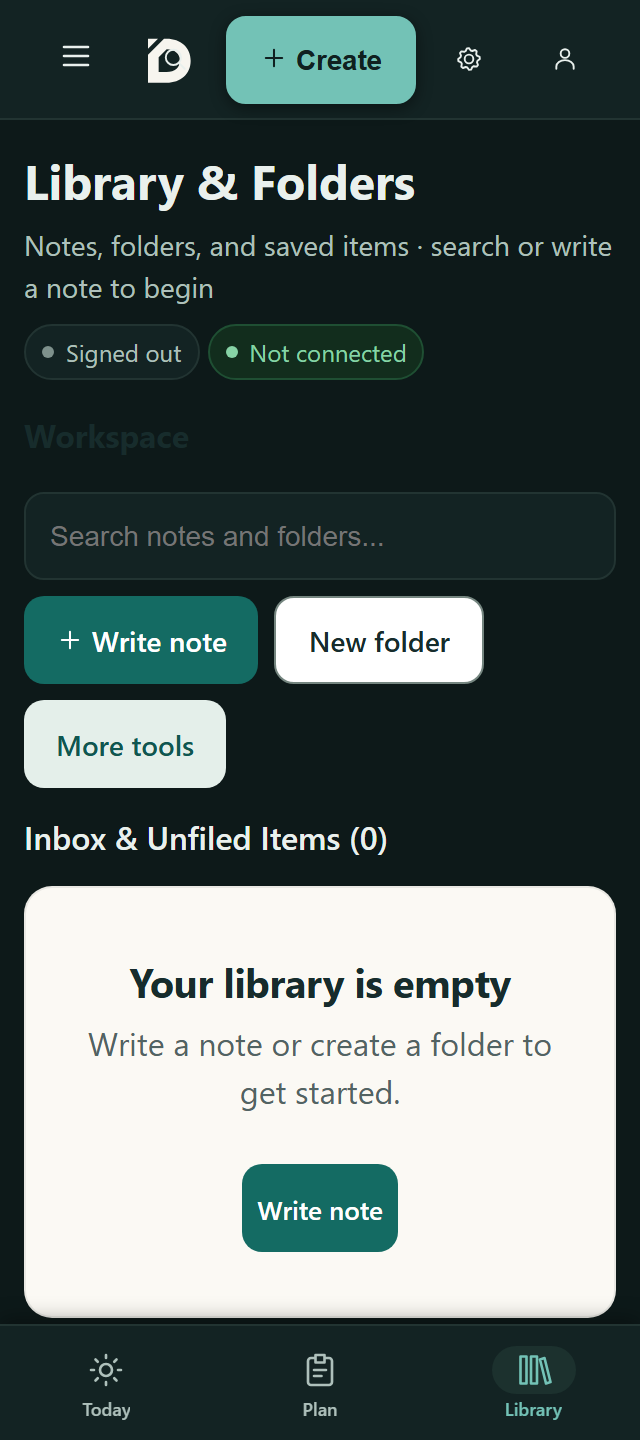 Create
Library & Folders
Notes, folders, and saved items · search or write
a note to begin
Signed out
Not connected
Workspace
Search notes and folders...
+ Write note
New folder
More tools
Inbox & Unfiled Items (0)
Your library is empty
Write a note or create a folder to
get started.
Write note
Today
Plan
Library